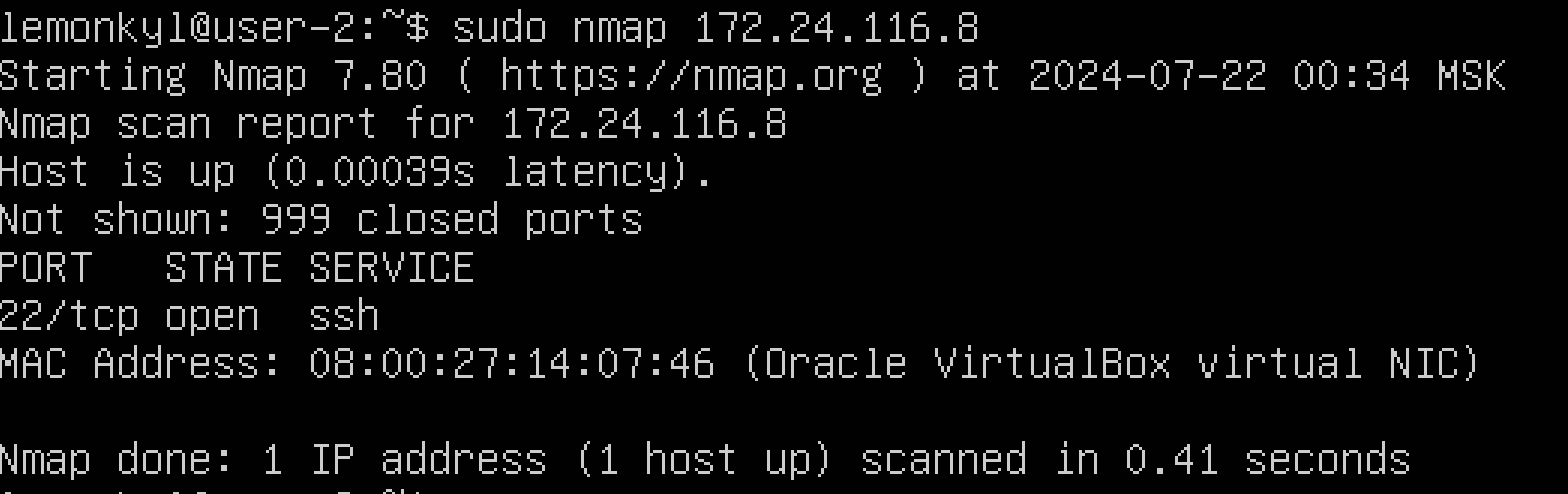 lemonkyl@user-2:~$ sudo nmap 172.24.116.8
Starting Nmap 7.80 ( https://nmap.org ) at 2024-07-22 00:34 MSK
Nmap scan report for 172.24.116.8
Host is up (0.00039s latency).
Not shown: 999 closed ports
PORT   STATE SERVICE
22/tcp open  ssh
MAC Address: 08:00:27:14:07:46 (Oracle VirtualBox virtual NIC)
Nmap done: 1 IP address (1 host up) scanned in 0.41 seconds